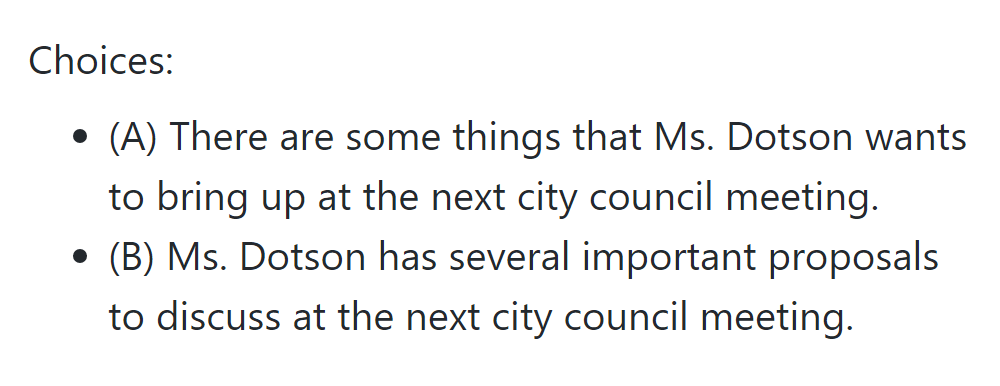 Choices:
• (A) There are some things that Ms. Dotson wants
to bring up at the next city council meeting.
• (B) Ms. Dotson has several important proposals
to discuss at the next city council meeting.